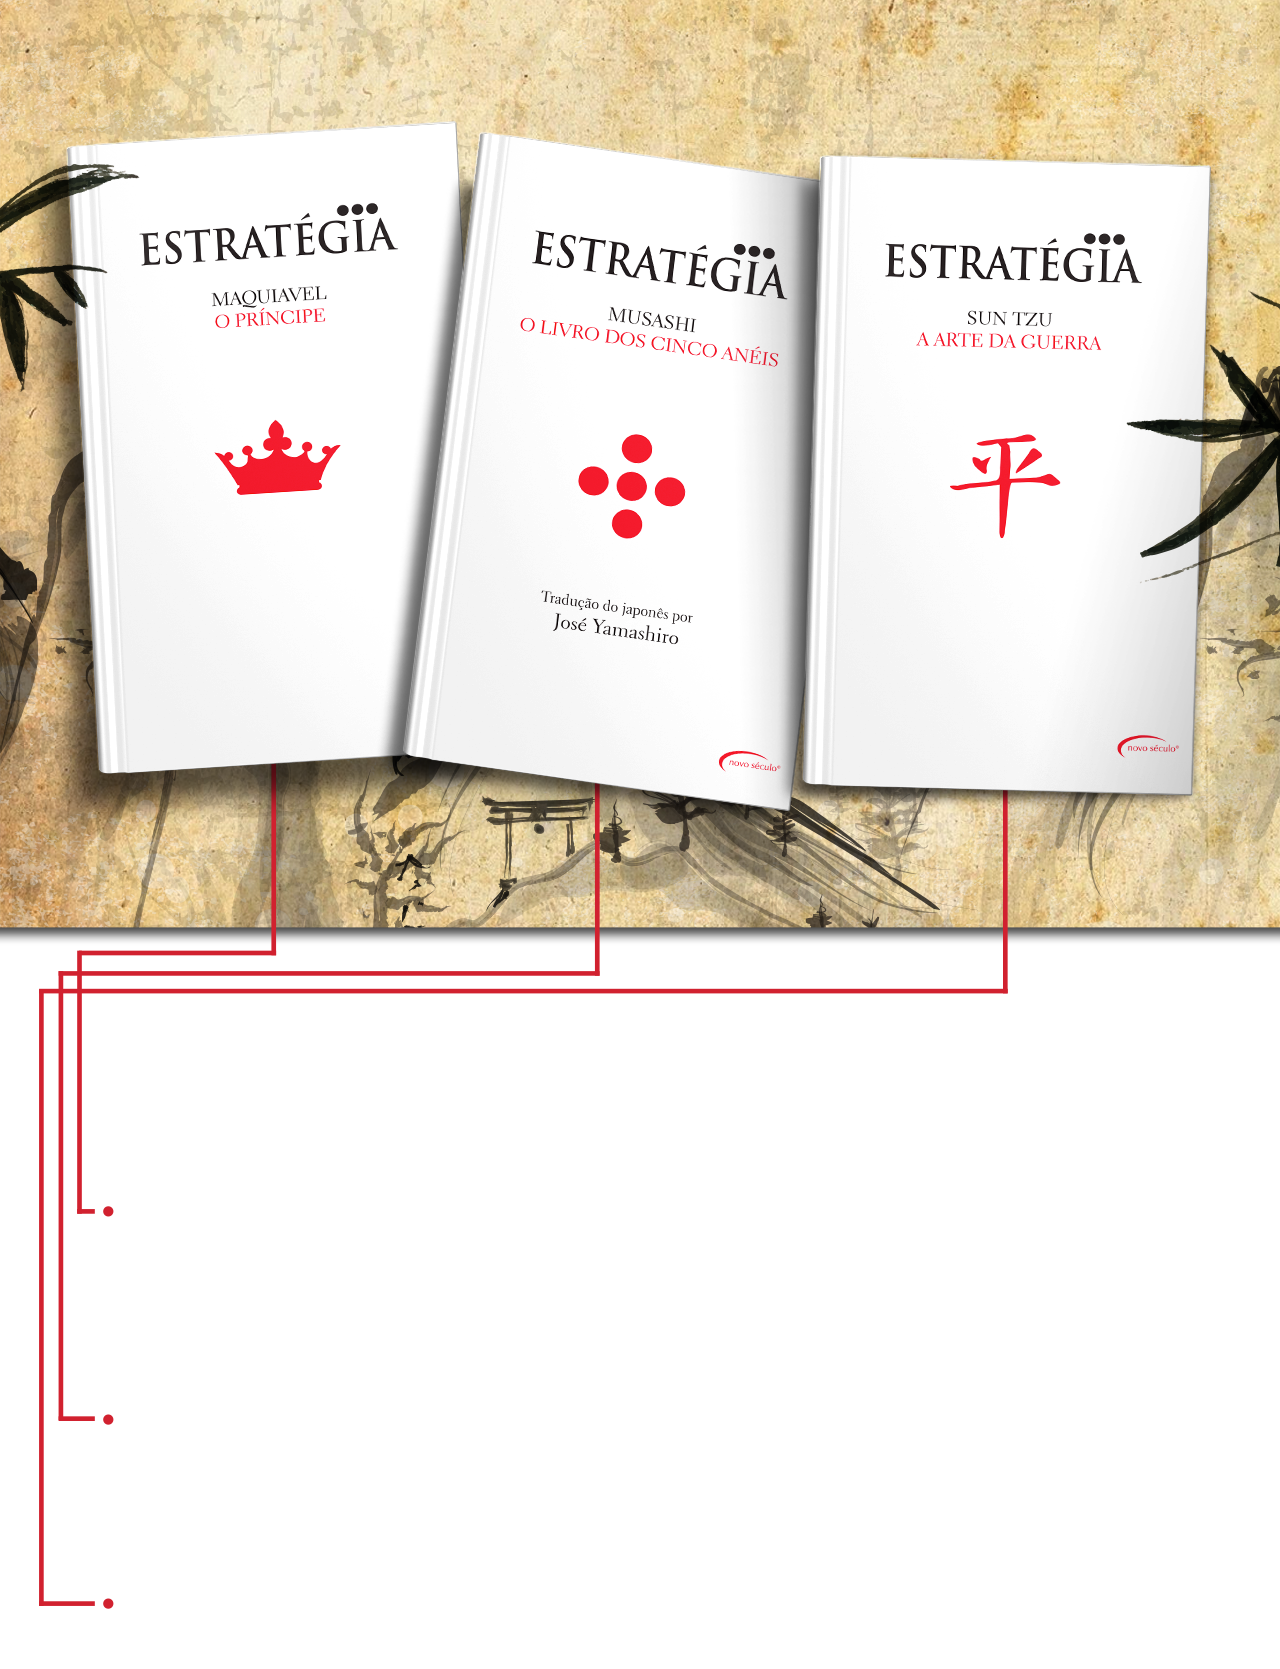 ESTRATÉGIA
MAQUIAVEL
O PRÍNCIPE
ESTRATÉGIA
MUSASHI
O LIVRO DOS CINCO ANÉIS
Tradução do japonês por
José Yamashiro
novo século®
ESTRATÉGIA
SUN TZU
A ARTE DA GUERRA
平
novo século®